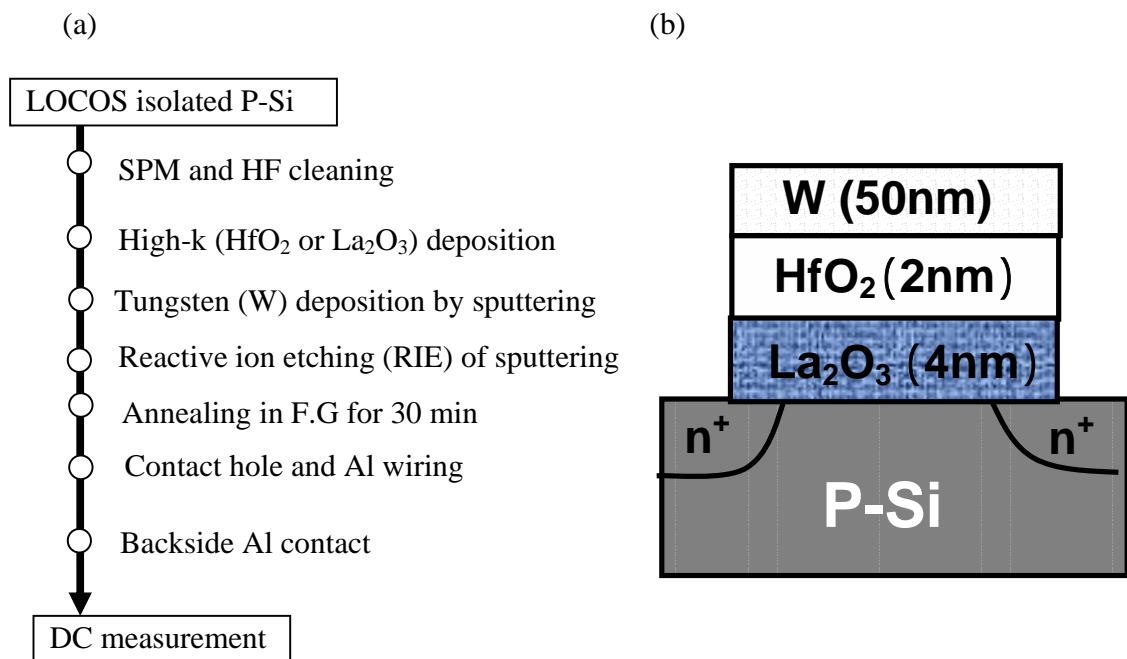 (a)
LOCOS isolated P-Si
SPM and HF cleaning
High-k (HfO₂ or La₂O₃) deposition
Tungsten (W) deposition by sputtering
Reactive ion etching (RIE) of sputtering
Annealing in F.G for 30 min
Contact hole and Al wiring
Backside Al contact
DC measurement
(b)
W (50nm)
HfO₂ (2nm)
La₂O₃ (4nm)
n⁺
n⁺
P-Si